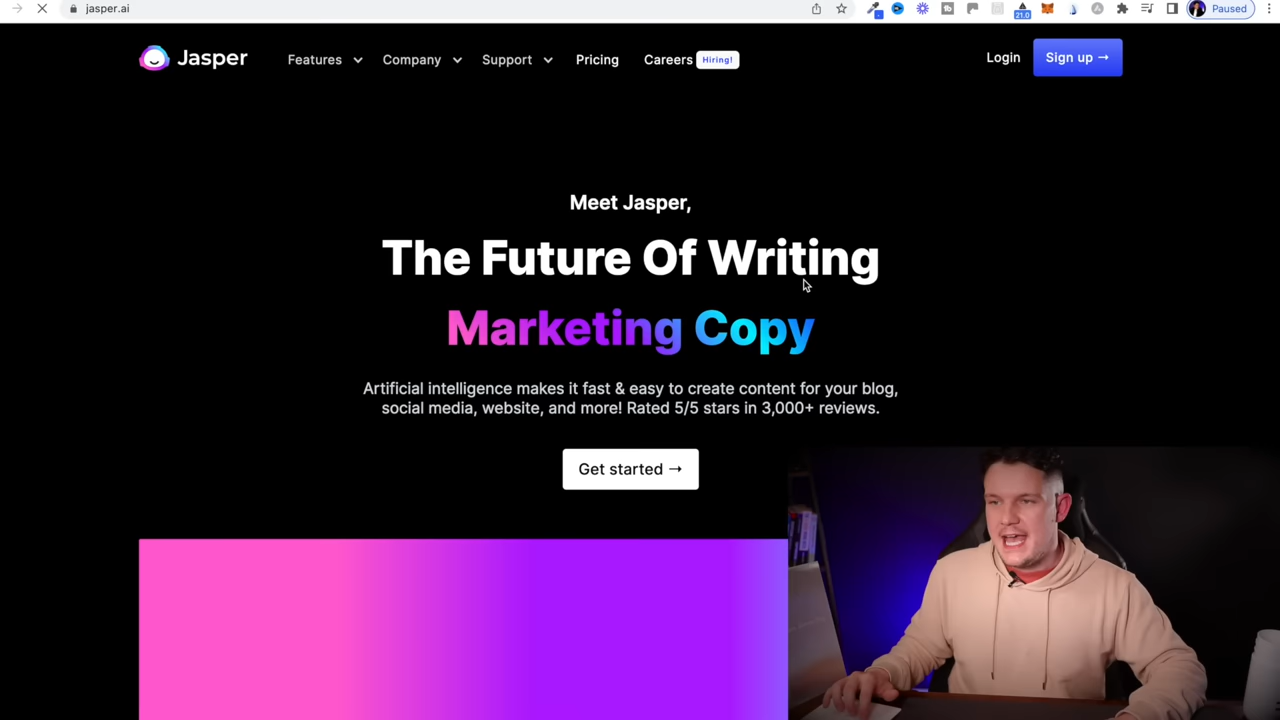 jasper.ai
21.0
Paused
Jasper
Features
Company
Support
Pricing
Careers
Hiring!
Login
Sign up →
Meet Jasper,
The Future Of Writing
Marketing Copy
Artificial intelligence makes it fast & easy to create content for your blog,
social media, website, and more! Rated 5/5 stars in 3,000+ reviews.
Get started →